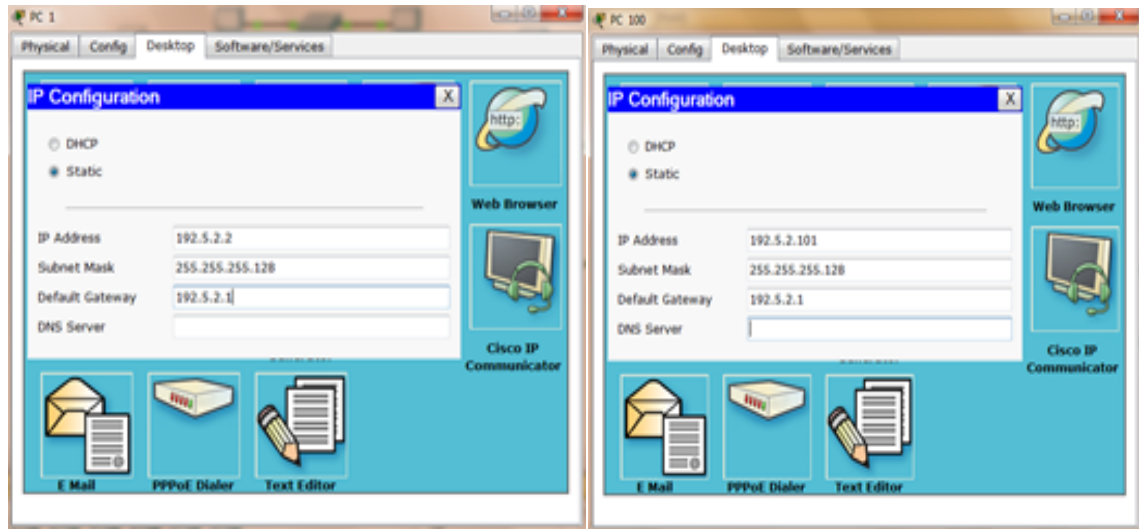 PC 1
Physical Config Desktop Software/Services
IP Configuration X
DHCP
Static
IP Address 192.5.2.2
Subnet Mask 255.255.255.128
Default Gateway 192.5.2.1
DNS Server
http:
Web Browser
Cisco IP
Communicator
E Mail PPPoE Dialer Text Editor
PC 100
Physical Config Desktop Software/Services
IP Configuration X
DHCP
Static
IP Address 192.5.2.101
Subnet Mask 255.255.255.128
Default Gateway 192.5.2.1
DNS Server
http:
Web Browser
Cisco IP
Communicator
E Mail PPPoE Dialer Text Editor